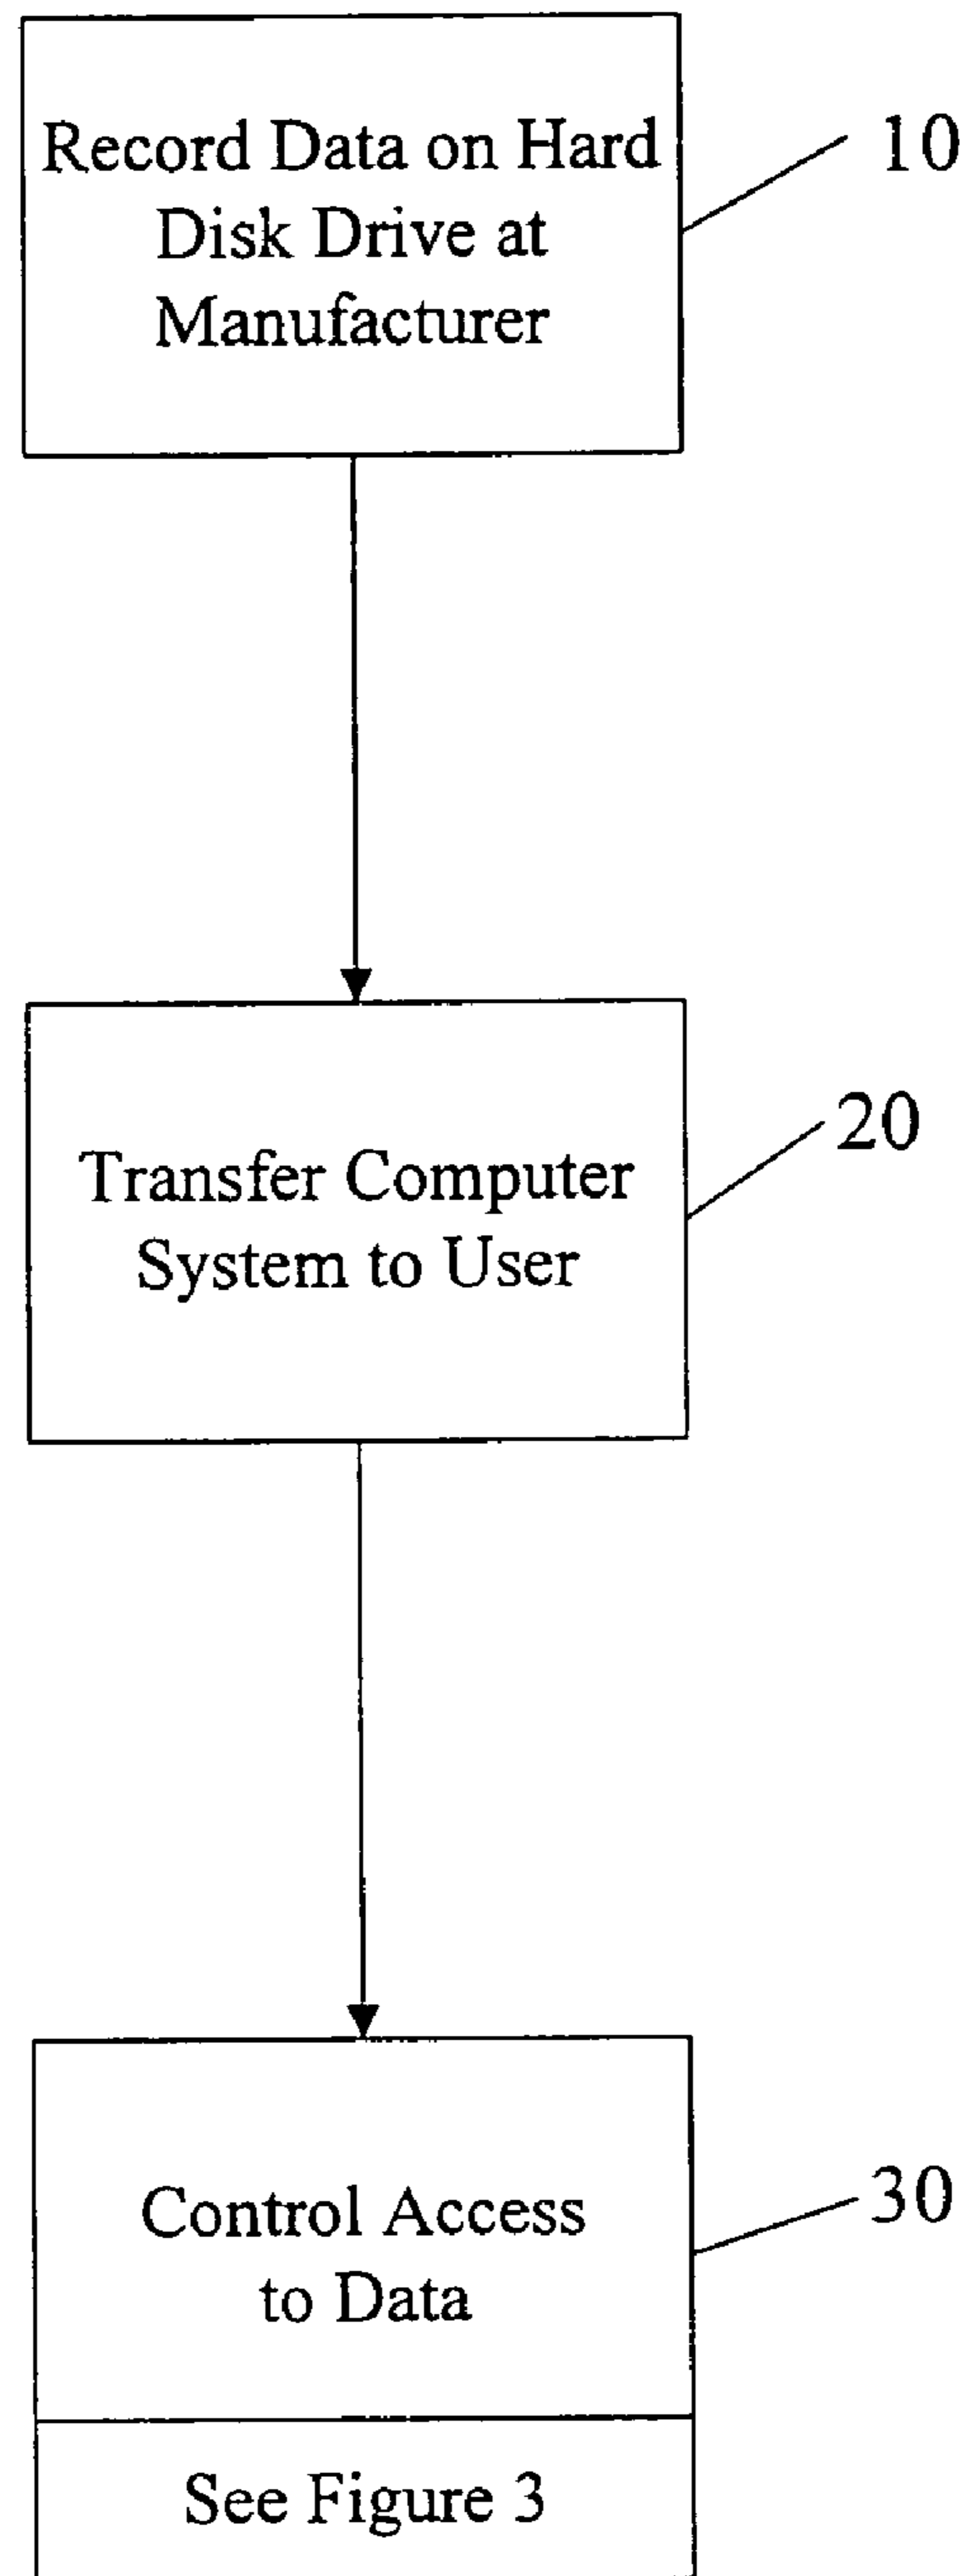 Record Data on Hard
Disk Drive at
Manufacturer
10
Transfer Computer
System to User
20
Control Access
to Data
30
See Figure 3